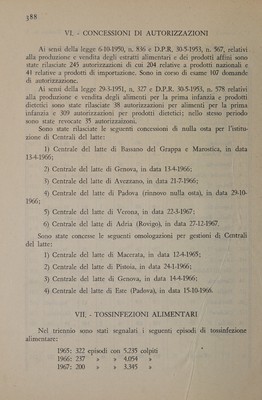 388
VI. - CONCESSIONI DI AUTORIZZAZIONI
Ai sensi della legge 6-10-1950, n. 836 e D.P.R. 30-5-1953, n. 567, relativi
alla produzione e vendita degli estratti alimentari e dei prodotti affini sono
state rilasciate 245 autorizzazioni di cui 204 relative a prodotti nazionali e
41 relative a prodotti di importazione. Sono in corso di esame 107 domande
di autorizzazione.
Ai sensi della legge 29-3-1951, n. 327 e D.P.R. 30-5-1953, n. 578 relativi
alla produzione e vendita degli alimenti per la prima infanzia e prodotti
dietetici sono state rilasciate 38 autorizzazioni per alimenti per la prima
infanzia e 309 autorizzazioni per prodotti dietetici; nello stesso periodo
sono state revocate 35 autorizzazioni.
Sono state rilasciate le seguenti concessioni di nulla osta per l'istitu-
zione di Centrali del latte:
1) Centrale del latte di Bassano del Grappa e Marostica, in data
13-4-1966;
2) Centrale del latte di Genova, in data 13-4-1966;
3) Centrale del latte di Avezzano, in data 21-7-1966;
4) Centrale del latte di Padova (rinnovo nulla osta), in data 29-10-
1966;
5) Centrale del latte di Verona, in data 22-3-1967;
6) Centrale del latte di Adria (Rovigo), in data 27-12-1967.
Sono state concesse le seguenti omologazioni per gestioni di Centrali
del latte:
1) Centrale del latte di Macerata, in data 12-4-1965;
2) Centrale del latte di Pistoia, in data 24-1-1966;
3) Centrale del latte di Genova, in data 14-4-1966;
4) Centrale del latte di Este (Padova), in data 15-10-1966.
VII. - TOSSINFEZIONI ALIMENTARI
Nel triennio sono stati segnalati i seguenti episodi di tossinfezione
alimentare:
1965: 322 episodi con 5.235 colpiti
1966: 237 » » 4.054 »
1967: 200 » » 3.345 »